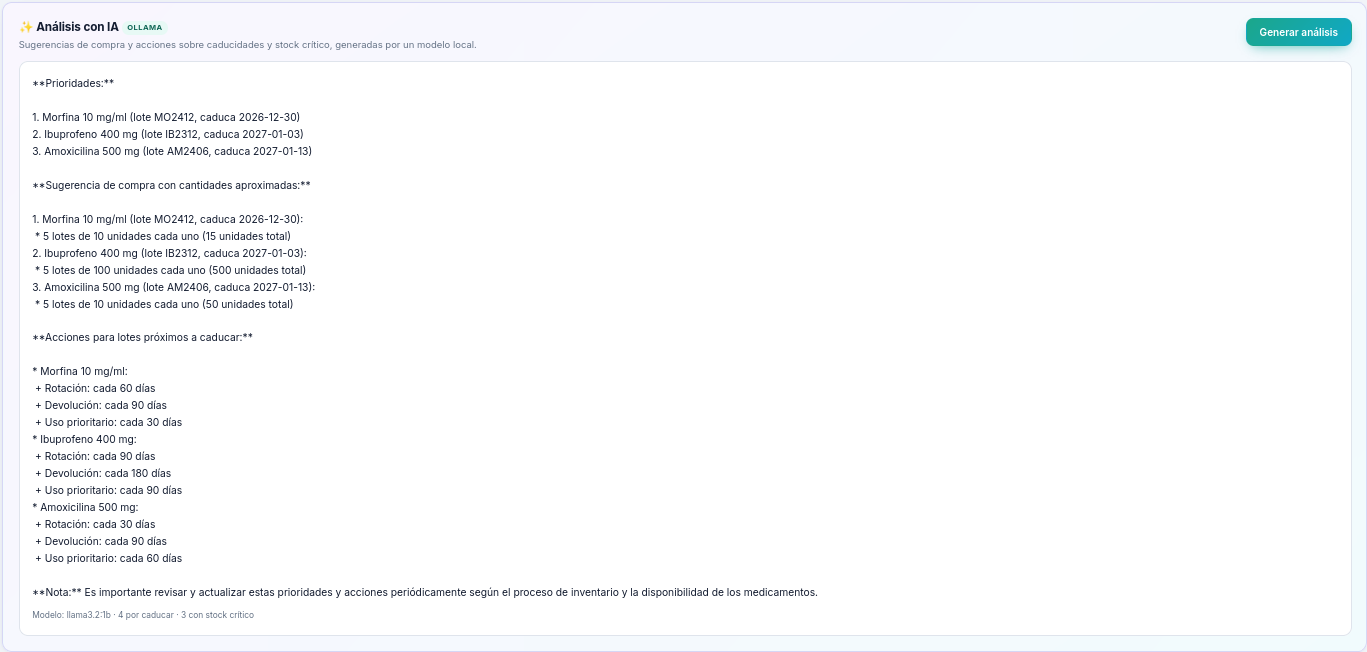 ✨ Análisis con IA OLLAMA
Sugerencias de compra y acciones sobre caducidades y stock crítico, generadas por un modelo local.
Generar análisis
**Prioridades:**
1. Morfina 10 mg/ml (lote MO2412, caduca 2026-12-30)
2. Ibuprofeno 400 mg (lote IB2312, caduca 2027-01-03)
3. Amoxicilina 500 mg (lote AM2406, caduca 2027-01-13)
**Sugerencia de compra con cantidades aproximadas:**
1. Morfina 10 mg/ml (lote MO2412, caduca 2026-12-30):
* 5 lotes de 10 unidades cada uno (15 unidades total)
2. Ibuprofeno 400 mg (lote IB2312, caduca 2027-01-03):
* 5 lotes de 100 unidades cada uno (500 unidades total)
3. Amoxicilina 500 mg (lote AM2406, caduca 2027-01-13):
* 5 lotes de 10 unidades cada uno (50 unidades total)
**Acciones para lotes próximos a caducar:**
* Morfina 10 mg/ml:
+ Rotación: cada 60 días
+ Devolución: cada 90 días
+ Uso prioritario: cada 30 días
* Ibuprofeno 400 mg:
+ Rotación: cada 90 días
+ Devolución: cada 180 días
+ Uso prioritario: cada 90 días
* Amoxicilina 500 mg:
+ Rotación: cada 30 días
+ Devolución: cada 90 días
+ Uso prioritario: cada 60 días
**Nota:** Es importante revisar y actualizar estas prioridades y acciones periódicamente según el proceso de inventario y la disponibilidad de los medicamentos.
Modelo: llama3.2:1b · 4 por caducar · 3 con stock crítico